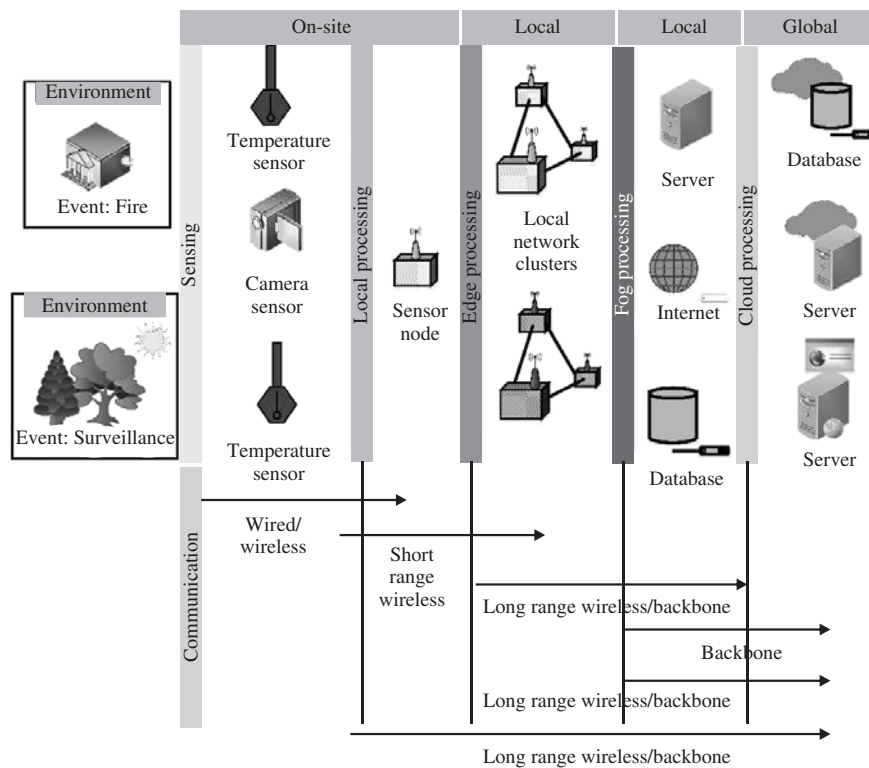 On-site
Local
Local
Global
Environment
Event: Fire
Environment
Event: Surveillance
Sensing
Temperature
sensor
Camera
sensor
Temperature
sensor
Local processing
Sensor
node
Edge processing
Local
network
clusters
Fog processing
Server
Internet
Database
Cloud processing
Database
Server
Server
Communication
Wired/
wireless
Short
range
wireless
Long range wireless/backbone
Backbone
Long range wireless/backbone
Long range wireless/backbone